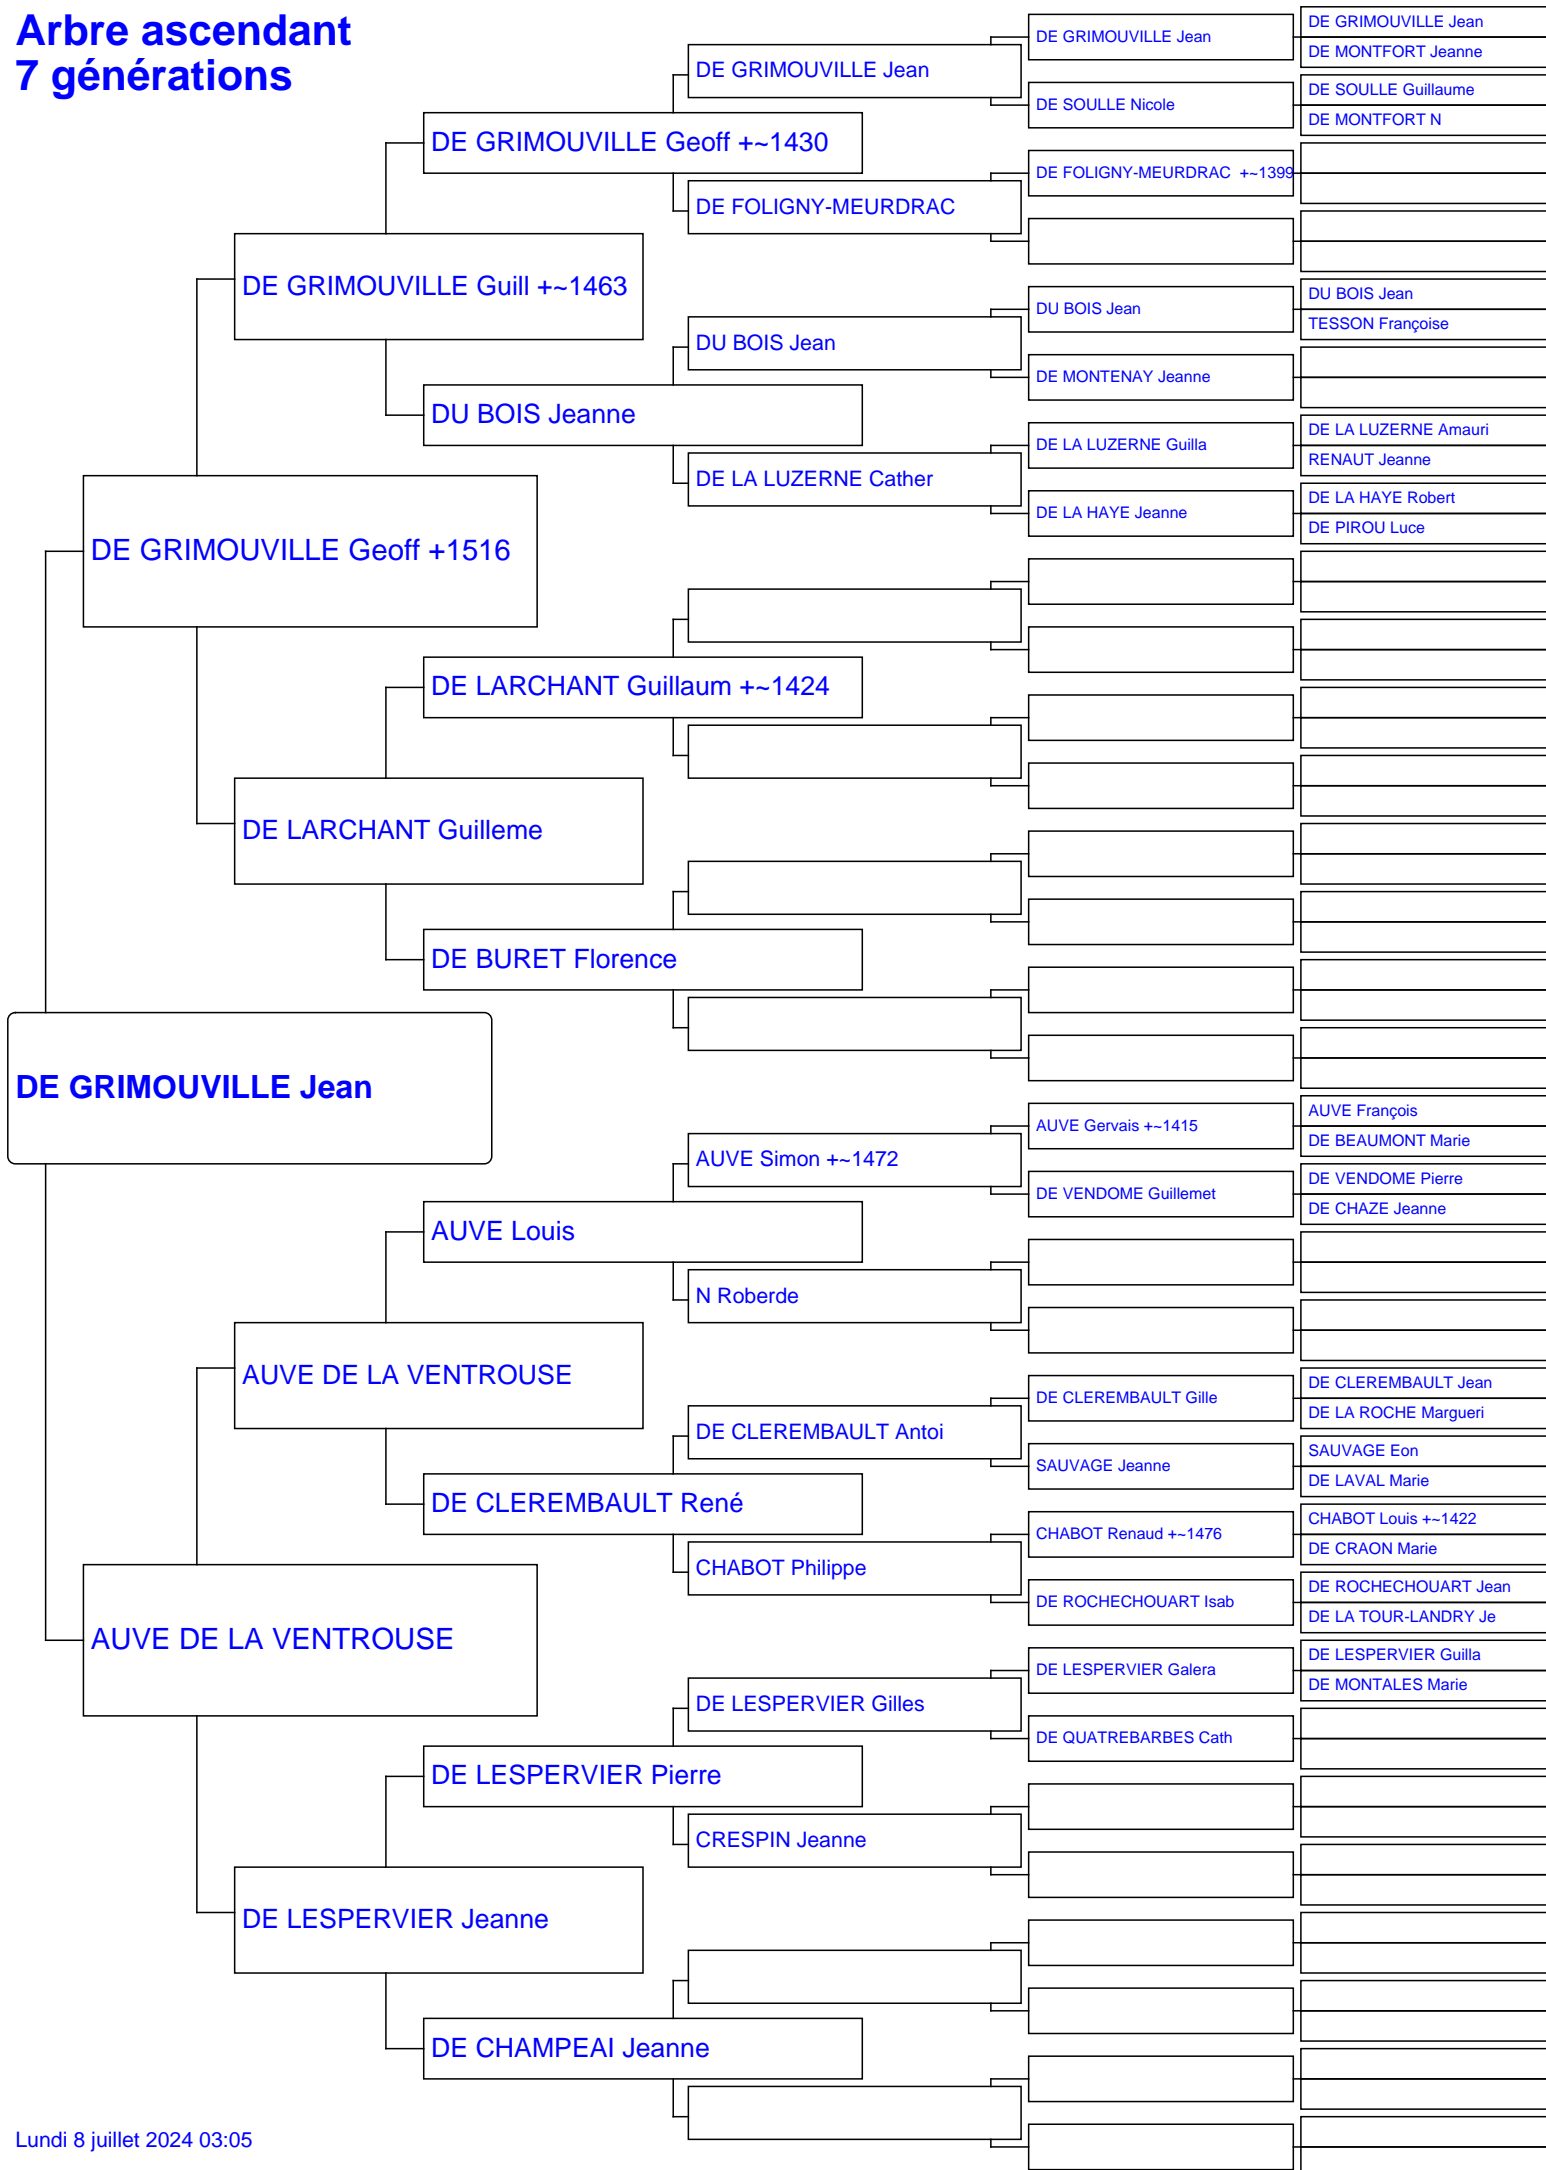 Arbre ascendant
7 générations
DE GRIMOUVILLE Jean
DE MONTFORT Jeanne
DE GRIMOUVILLE Jean
DE GRIMOUVILLE Jean
DE SOULLE Guillaume
DE SOULLE Nicole
DE MONTFORT N
DE GRIMOUVILLE Geoff +~1430
DE FOLIGNY-MEURDRAC +~1399
DE FOLIGNY-MEURDRAC
DE GRIMOUVILLE Guill +~1463
DU BOIS Jean
DU BOIS Jean
TESSON Françoise
DU BOIS Jean
DE MONTENAY Jeanne
DU BOIS Jeanne
DE LA LUZERNE Amauri
DE LA LUZERNE Guilla
RENAUT Jeanne
DE LA LUZERNE Cather
DE LA HAYE Robert
DE LA HAYE Jeanne
DE PIROU Luce
DE GRIMOUVILLE Geoff +1516
DE LARCHANT Guillaum +~1424
DE LARCHANT Guilleme
DE BURET Florence
DE GRIMOUVILLE Jean
AUVE François
AUVE Gervais +~1415
DE BEAUMONT Marie
AUVE Simon +~1472
DE VENDOME Pierre
DE VENDOME Guillemet
DE CHAZE Jeanne
AUVE Louis
N Roberde
AUVE DE LA VENTROUSE
DE CLEREMBAULT Jean
DE CLEREMBAULT Gille
DE LA ROCHE Margueri
DE CLEREMBAULT Antoi
SAUVAGE Eon
SAUVAGE Jeanne
DE LAVAL Marie
DE CLEREMBAULT René
CHABOT Louis +~1422
CHABOT Renaud +~1476
DE CRAON Marie
CHABOT Philippe
DE ROCHECHOUART Jean
DE ROCHECHOUART Isab
DE LA TOUR-LANDRY Je
AUVE DE LA VENTROUSE
DE LESPERVIER Guilla
DE LESPERVIER Galera
DE MONTALES Marie
DE LESPERVIER Gilles
DE QUATREBARBES Cath
DE LESPERVIER Pierre
CRESPIN Jeanne
DE LESPERVIER Jeanne
DE CHAMPEAI Jeanne
Lundi 8 juillet 2024 03:05